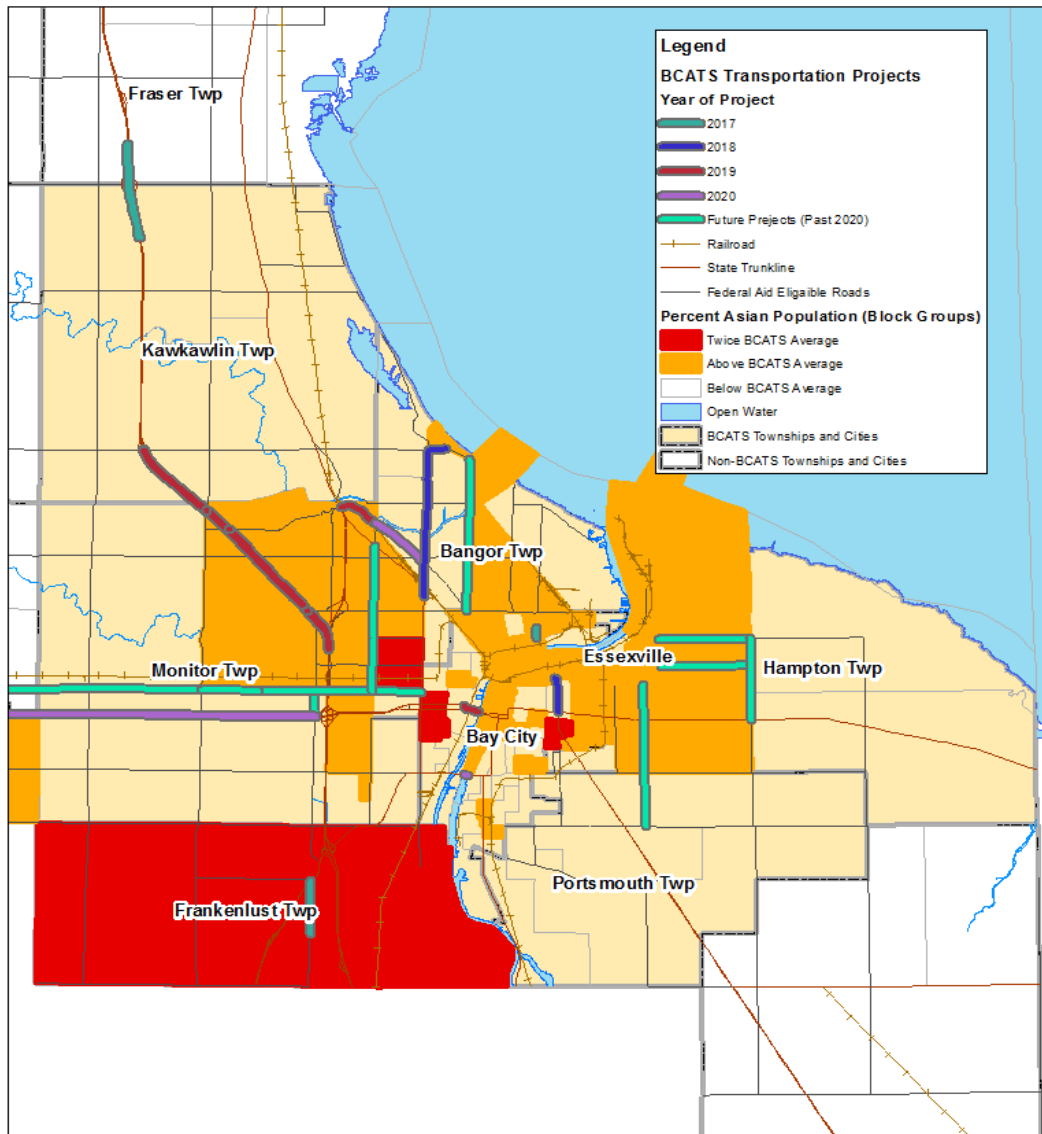 Legend
BCATS Transportation Projects
Year of Project
2017
2018
2019
2020
Future Prejects (Past 2020)
Railroad
State Trunkline
Federal Aid Eligaible Roads
Percent Asian Population (Block Groups)
Twice BCATS Average
Above BCATS Average
Below BCATS Average
Open Water
BCATS Townships and Cities
Non-BCATS Townships and Cities
Fraser Twp
Kawkawlin Twp
Bangor Twp
Essexville
Monitor Twp
Hampton Twp
Bay City
Portsmouth Twp
Frankenlust Twp